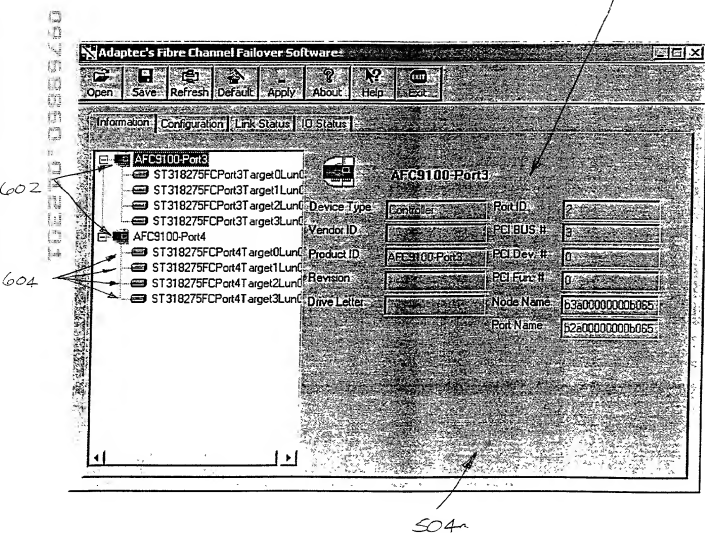 Adaptec's Fibre Channel Failover Software
Open Save Refresh Default Apply About Help Exit
Information Configuration Link Status IO Status
AFC9100-Port3
ST318275FCPort3Target0Lun0
ST318275FCPort3Target1Lun0
ST318275FCPort3Target2Lun0
ST318275FCPort3Target3Lun0
AFC9100-Port4
ST318275FCPort4Target0Lun0
ST318275FCPort4Target1Lun0
ST318275FCPort4Target2Lun0
ST318275FCPort4Target3Lun0
AFC9100-Port3
Device Type Controller Port ID 2
Vendor ID PCI BUS # 3
Product ID AFC9100-Port3 PCI Dev. # 0
Revision PCI Func # 0
Drive Letter Node Name b3a00000000b065
Port Name b2a00000000b065
602
604
504a